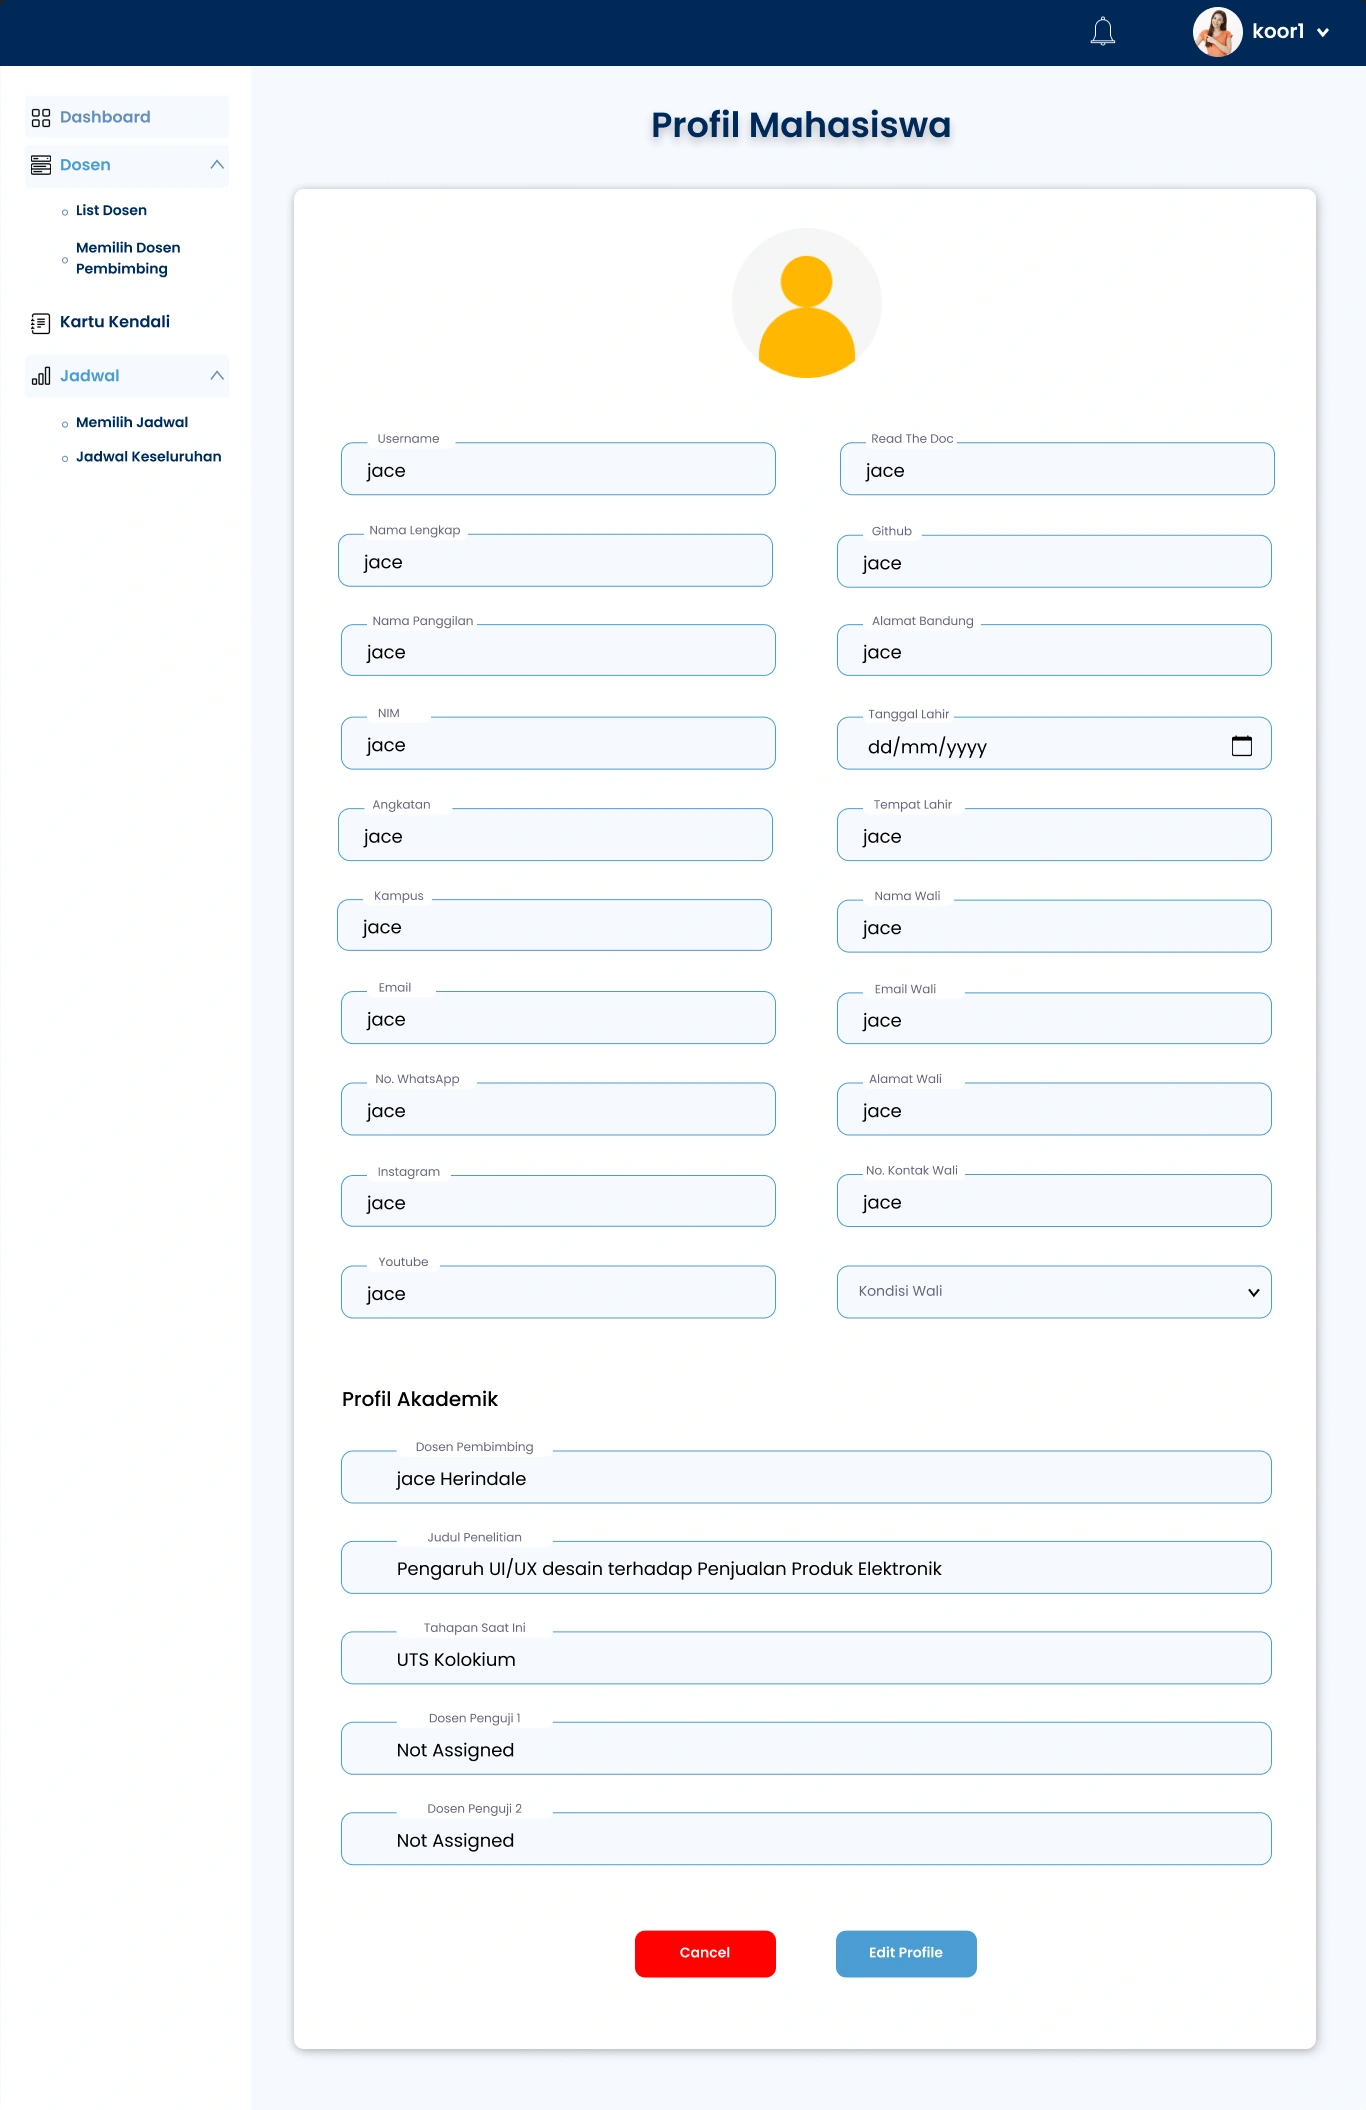 koor1
Dashboard
Dosen
List Dosen
Memilih Dosen
Pembimbing
Kartu Kendali
Jadwal
Memilih Jadwal
Jadwal Keseluruhan
Profil Mahasiswa
Username
jace
Read The Doc
jace
Nama Lengkap
jace
Github
jace
Nama Panggilan
jace
Alamat Bandung
jace
NIM
jace
Tanggal Lahir
dd/mm/yyyy
Angkatan
jace
Tempat Lahir
jace
Kampus
jace
Nama Wali
jace
Email
jace
Email Wali
jace
No. WhatsApp
jace
Alamat Wali
jace
Instagram
jace
No. Kontak Wali
jace
Youtube
jace
Kondisi Wali
Profil Akademik
Dosen Pembimbing
jace Herindale
Judul Penelitian
Pengaruh UI/UX desain terhadap Penjualan Produk Elektronik
Tahapan Saat Ini
UTS Kolokium
Dosen Penguji 1
Not Assigned
Dosen Penguji 2
Not Assigned
Cancel
Edit Profile